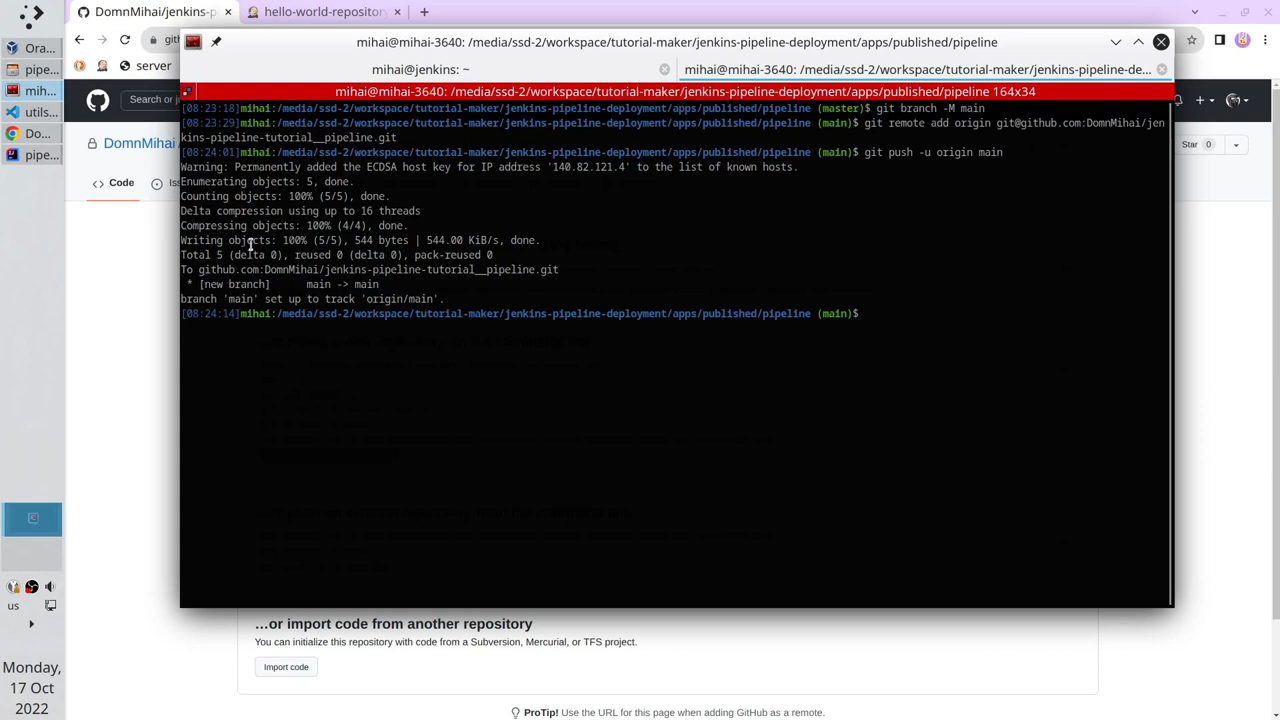 DomnMihai/jenkins-p
hello-world-repository
mihai@mihai-3640: /media/ssd-2/workspace/tutorial-maker/jenkins-pipeline-deployment/apps/published/pipeline
Ora...
git
pipe...
server
mihai@jenkins: ~
mihai@mihai-3640: /media/ssd-2/workspace/tutorial-maker/jenkins-pipeline-de...
mih...
mihai@mihai-3640: /media/ssd-2/workspace/tutorial-maker/jenkins-pipeline-deployment/apps/published/pipeline 164x34
Search or j
[08:23:18]mihai:/media/ssd-2/workspace/tutorial-maker/jenkins-pipeline-deployment/apps/published/pipeline (master)$ git branch -M main
utils...
[08:23:29]mihai:/media/ssd-2/workspace/tutorial-maker/jenkins-pipeline-deployment/apps/published/pipeline (main)$ git remote add origin git@github.com:DomnMihai/jen
kins-pipeline-tutorial__pipeline.git
Do...
DomnMihai
Star 0
[08:24:01]mihai:/media/ssd-2/workspace/tutorial-maker/jenkins-pipeline-deployment/apps/published/pipeline (main)$ git push -u origin main
pipe...
Warning: Permanently added the ECDSA host key for IP address '140.82.121.4' to the list of known hosts.
Enumerating objects: 5, done.
Code
Iss
Counting objects: 100% (5/5), done.
Delta compression using up to 16 threads
Compressing objects: 100% (4/4), done.
Writing objects: 100% (5/5), 544 bytes | 544.00 KiB/s, done.
Total 5 (delta 0), reused 0 (delta 0), pack-reused 0
To github.com:DomnMihai/jenkins-pipeline-tutorial__pipeline.git
* [new branch] main -> main
branch 'main' set up to track 'origin/main'.
[08:24:14]mihai:/media/ssd-2/workspace/tutorial-maker/jenkins-pipeline-deployment/apps/published/pipeline (main)$
us
…or import code from another repository
You can initialize this repository with code from a Subversion, Mercurial, or TFS project.
Import code
Monday,
17 Oct
2022
ProTip! Use the URL for this page when adding GitHub as a remote.